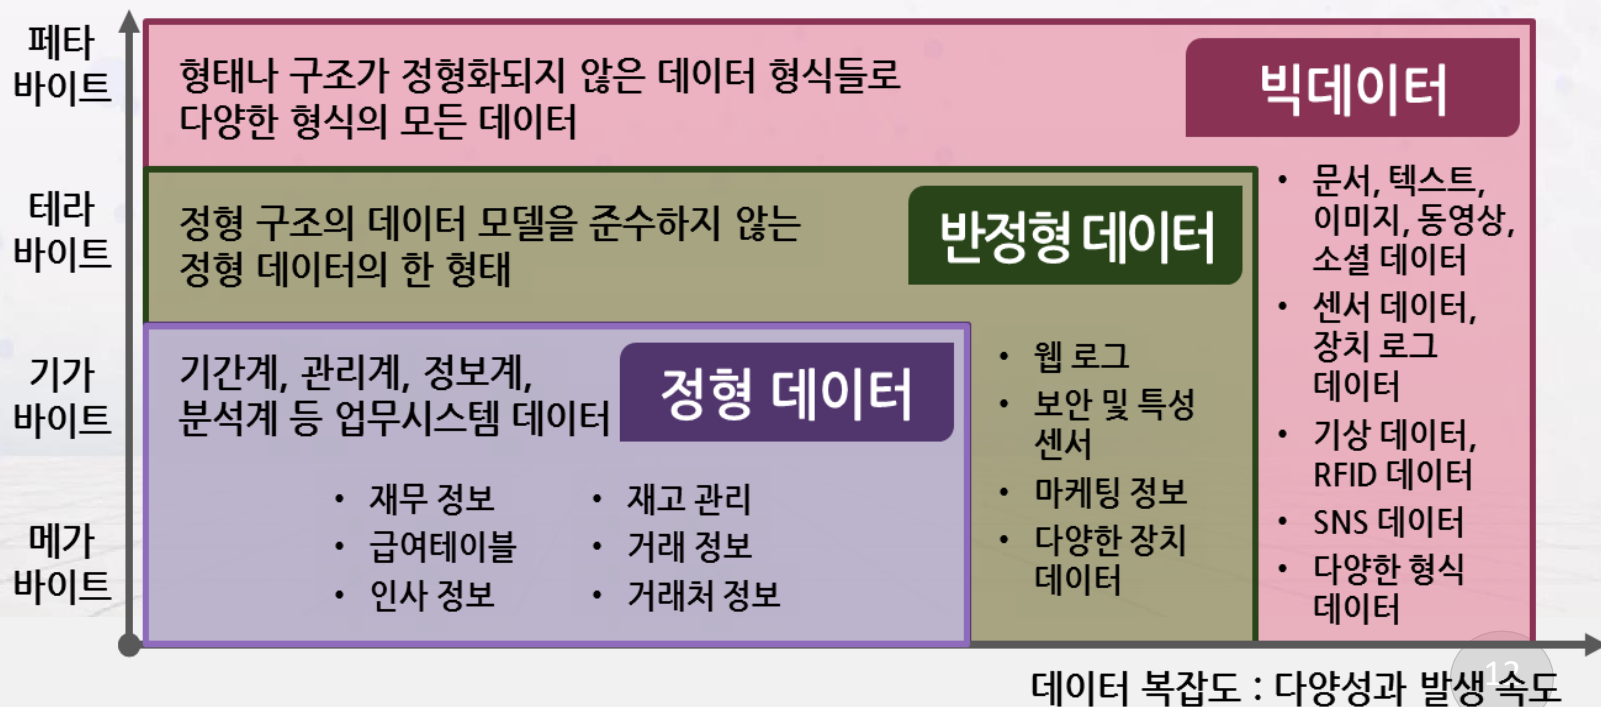 페타
바이트
형태나 구조가 정형화되지 않은 데이터 형식들로
다양한 형식의 모든 데이터
빅데이터
• 문서, 텍스트,
이미지, 동영상,
소셜 데이터
• 센서 데이터,
장치 로그
데이터
• 기상 데이터,
RFID 데이터
• SNS 데이터
• 다양한 형식
데이터
테라
바이트
정형 구조의 데이터 모델을 준수하지 않는
정형 데이터의 한 형태
반정형 데이터
• 웹 로그
• 보안 및 특성
센서
• 마케팅 정보
• 다양한 장치
데이터
기가
바이트
기간계, 관리계, 정보계,
분석계 등 업무시스템 데이터
정형 데이터
• 재무 정보
• 급여테이블
• 인사 정보
• 재고 관리
• 거래 정보
• 거래처 정보
메가
바이트
데이터 복잡도 : 다양성과 발생 속도